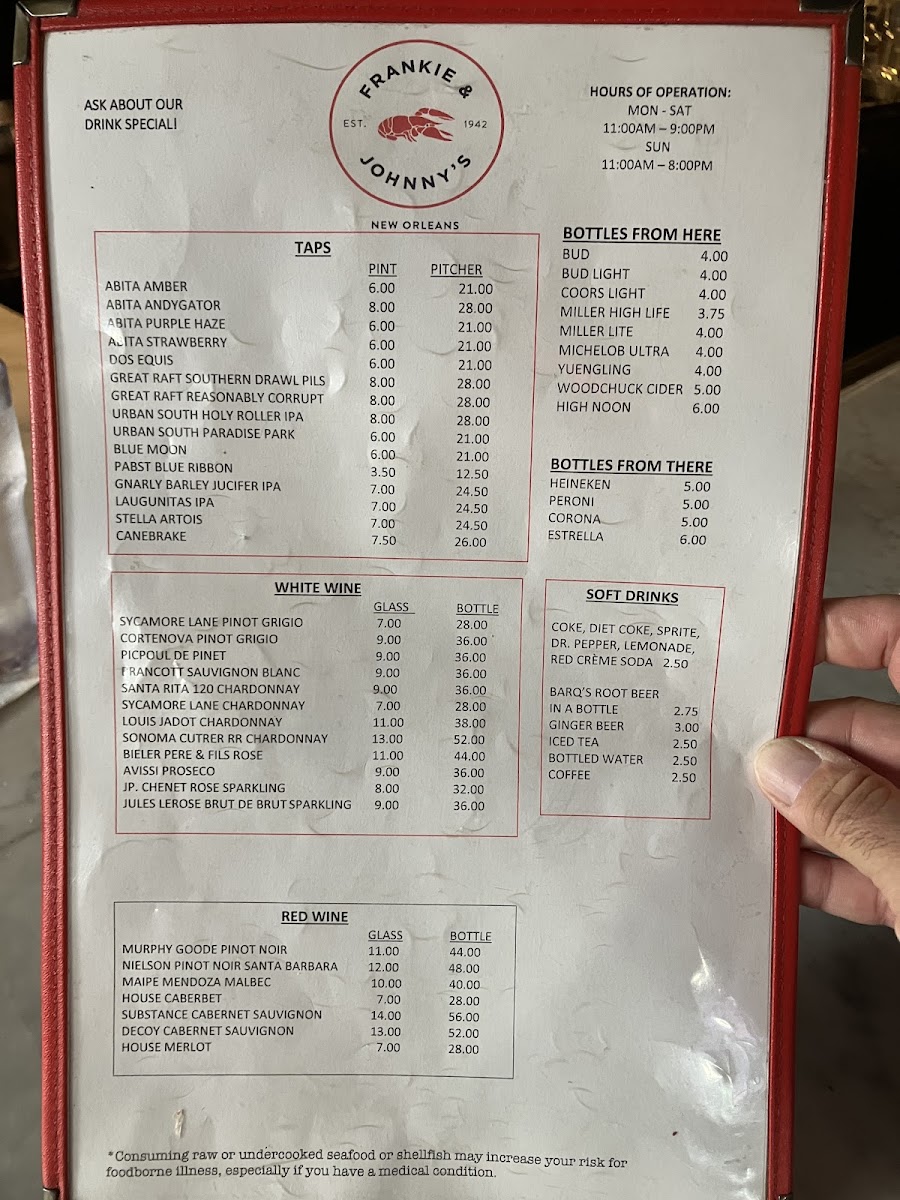 ASK ABOUT OUR
DRINK SPECIAL!
FRANKIE &
EST. 1942
JOHNNY'S
NEW ORLEANS
HOURS OF OPERATION:
MON - SAT
11:00AM – 9:00PM
SUN
11:00AM – 8:00PM
TAPS
PINT PITCHER
ABITA AMBER 6.00 21.00
ABITA ANDYGATOR 8.00 28.00
ABITA PURPLE HAZE 6.00 21.00
ABITA STRAWBERRY 6.00 21.00
DOS EQUIS 6.00 21.00
GREAT RAFT SOUTHERN DRAWL PILS 8.00 28.00
GREAT RAFT REASONABLY CORRUPT 8.00 28.00
URBAN SOUTH HOLY ROLLER IPA 8.00 28.00
URBAN SOUTH PARADISE PARK 6.00 21.00
BLUE MOON 6.00 21.00
PABST BLUE RIBBON 3.50 12.50
GNARLY BARLEY JUCIFER IPA 7.00 24.50
LAUGUNITAS IPA 7.00 24.50
STELLA ARTOIS 7.00 24.50
CANEBRAKE 7.50 26.00
BOTTLES FROM HERE
BUD 4.00
BUD LIGHT 4.00
COORS LIGHT 4.00
MILLER HIGH LIFE 3.75
MILLER LITE 4.00
MICHELOB ULTRA 4.00
YUENGLING 4.00
WOODCHUCK CIDER 5.00
HIGH NOON 6.00
BOTTLES FROM THERE
HEINEKEN 5.00
PERONI 5.00
CORONA 5.00
ESTRELLA 6.00
WHITE WINE
GLASS BOTTLE
SYCAMORE LANE PINOT GRIGIO 7.00 28.00
CORTENOVA PINOT GRIGIO 9.00 36.00
PICPOUL DE PINET 9.00 36.00
FRANCOTT SAUVIGNON BLANC 9.00 36.00
SANTA RITA 120 CHARDONNAY 9.00 36.00
SYCAMORE LANE CHARDONNAY 7.00 28.00
LOUIS JADOT CHARDONNAY 11.00 38.00
SONOMA CUTRER RR CHARDONNAY 13.00 52.00
BIELER PERE & FILS ROSE 11.00 44.00
AVISSI PROSECO 9.00 36.00
JP. CHENET ROSE SPARKLING 8.00 32.00
JULES LEROSE BRUT DE BRUT SPARKLING 9.00 36.00
SOFT DRINKS
COKE, DIET COKE, SPRITE,
DR. PEPPER, LEMONADE,
RED CRÈME SODA 2.50
BARQ'S ROOT BEER
IN A BOTTLE 2.75
GINGER BEER 3.00
ICED TEA 2.50
BOTTLED WATER 2.50
COFFEE 2.50
RED WINE
GLASS BOTTLE
MURPHY GOODE PINOT NOIR 11.00 44.00
NIELSON PINOT NOIR SANTA BARBARA 12.00 48.00
MAIPE MENDOZA MALBEC 10.00 40.00
HOUSE CABERBET 7.00 28.00
SUBSTANCE CABERNET SAUVIGNON 14.00 56.00
DECOY CABERNET SAUVIGNON 13.00 52.00
HOUSE MERLOT 7.00 28.00
*Consuming raw or undercooked seafood or shellfish may increase your risk for
foodborne illness, especially if you have a medical condition.